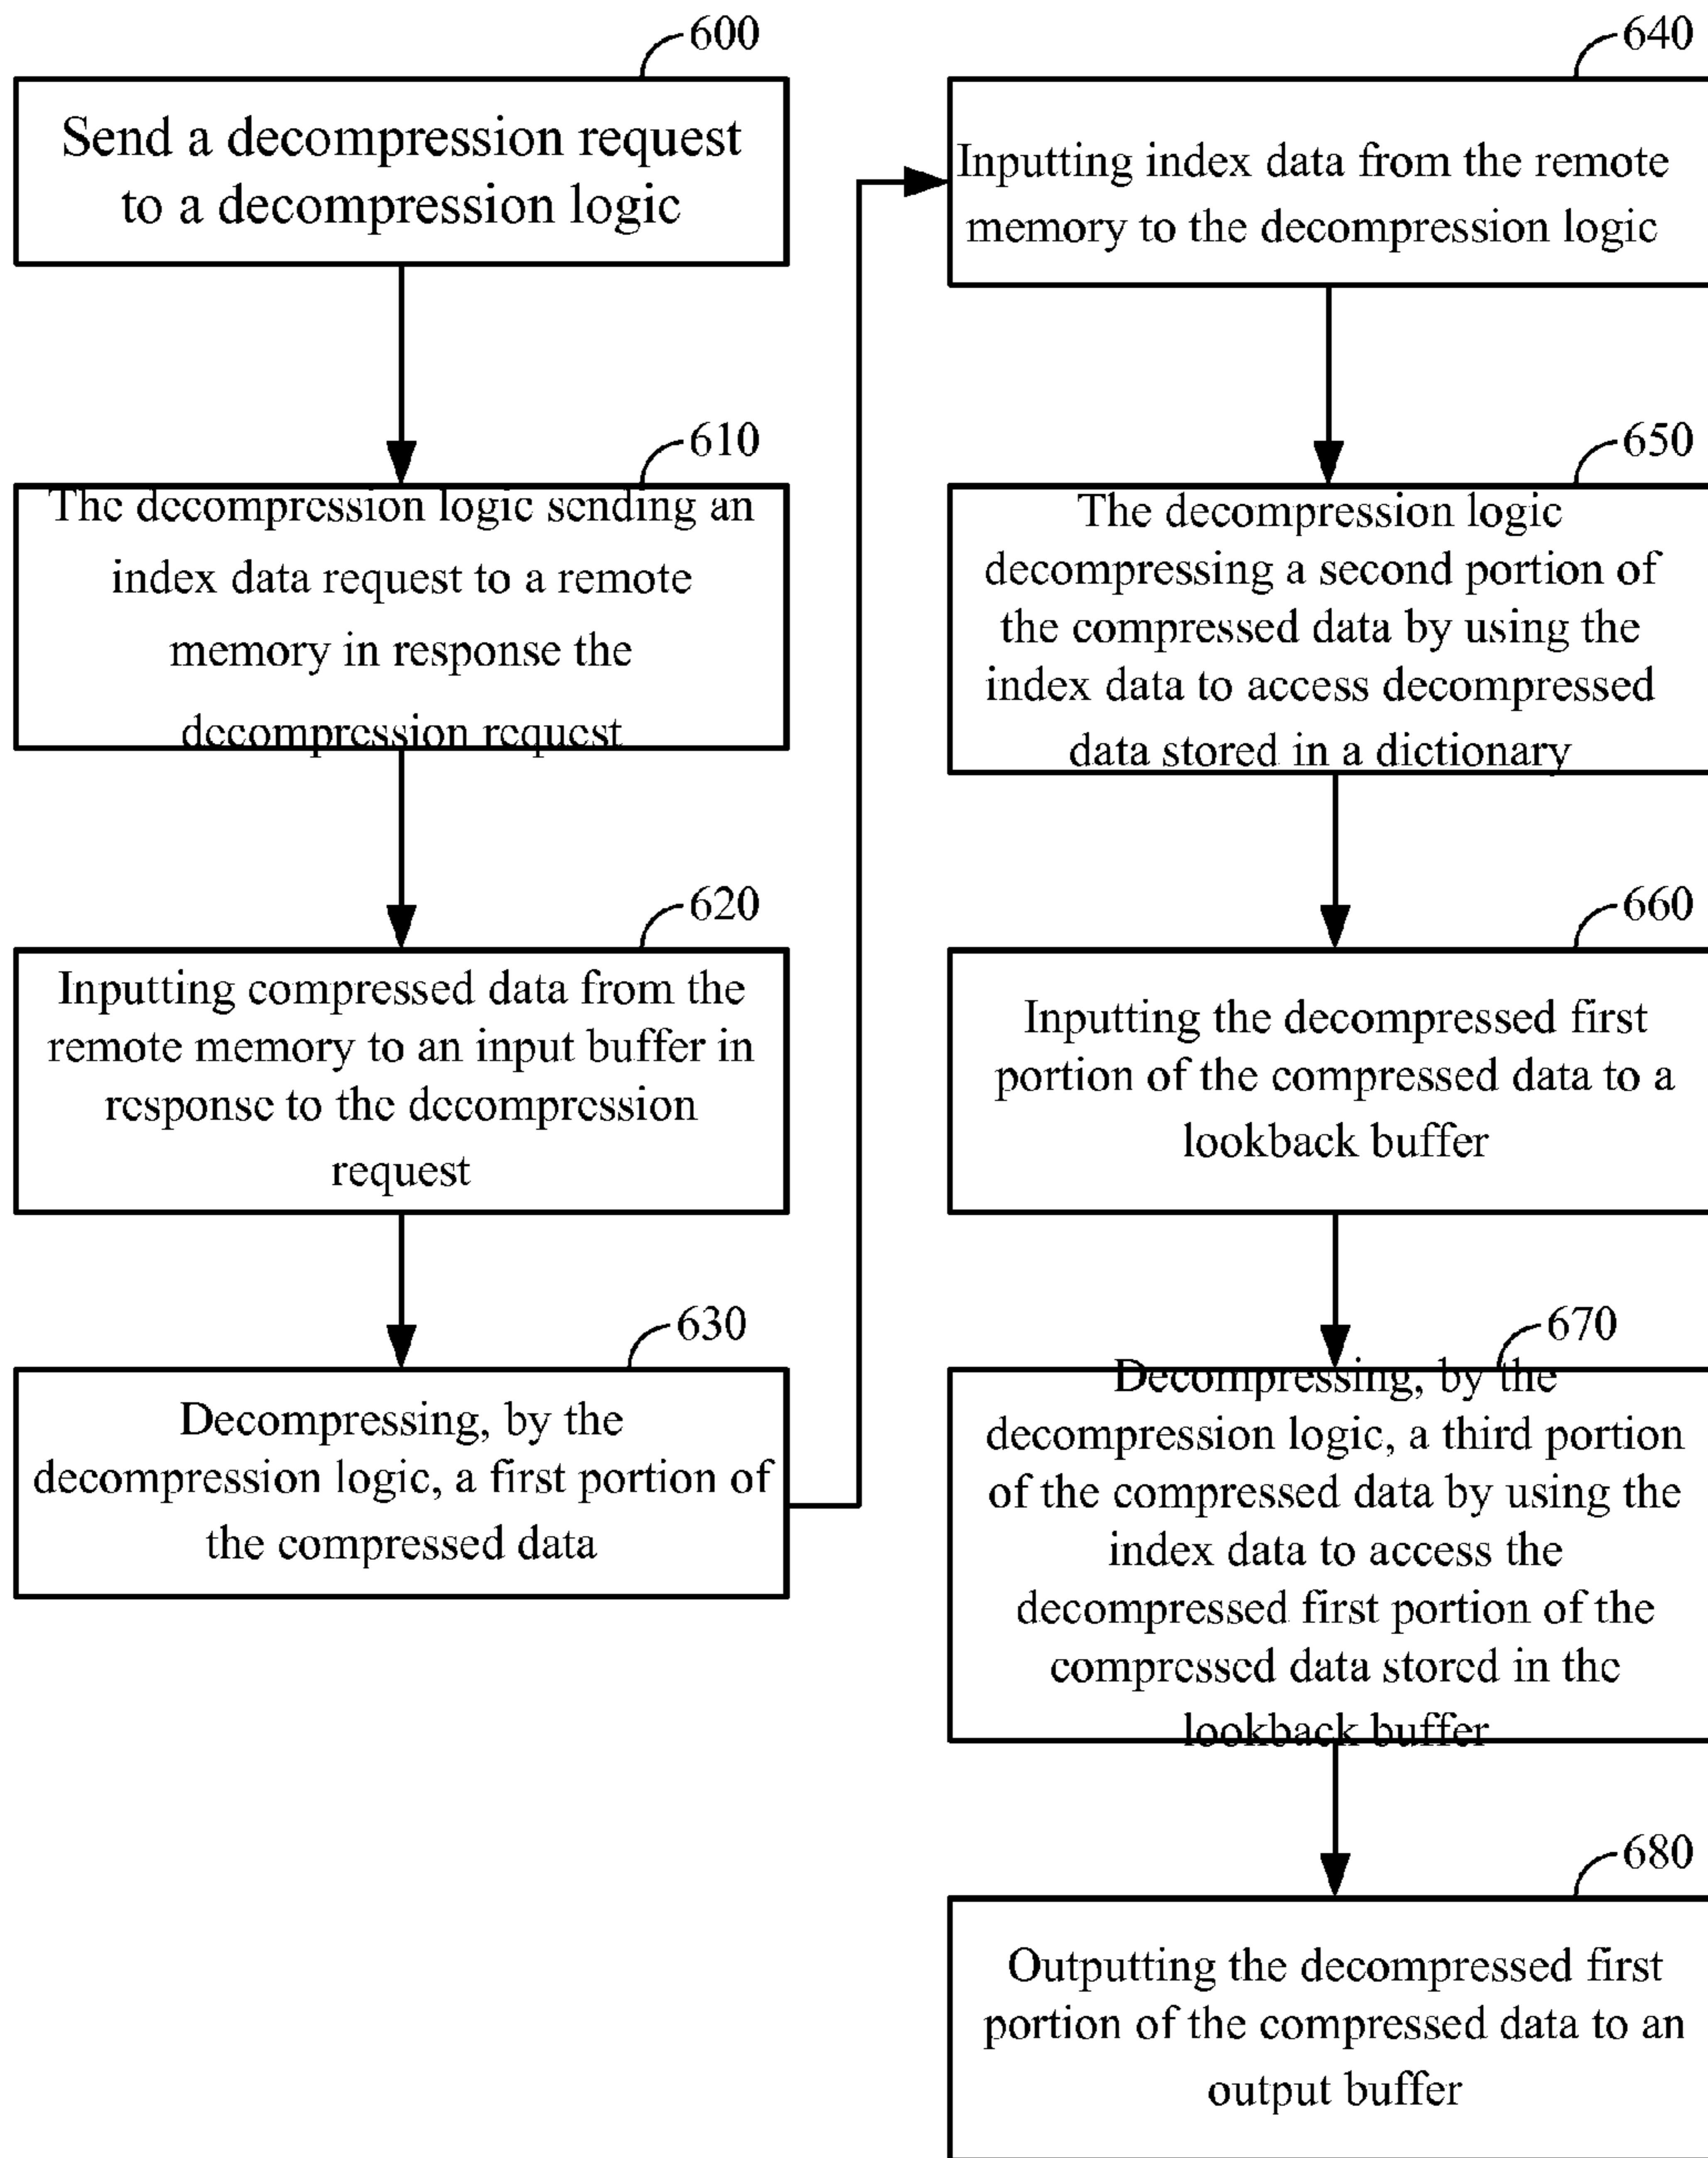 600
Send a decompression request
to a decompression logic
610
The decompression logic sending an
index data request to a remote
memory in response the
decompression request
620
Inputting compressed data from the
remote memory to an input buffer in
response to the decompression
request
630
Decompressing, by the
decompression logic, a first portion of
the compressed data
640
Inputting index data from the remote
memory to the decompression logic
650
The decompression logic
decompressing a second portion of
the compressed data by using the
index data to access decompressed
data stored in a dictionary
660
Inputting the decompressed first
portion of the compressed data to a
lookback buffer
670
Decompressing, by the
decompression logic, a third portion
of the compressed data by using the
index data to access the
decompressed first portion of the
compressed data stored in the
lookback buffer
680
Outputting the decompressed first
portion of the compressed data to an
output buffer